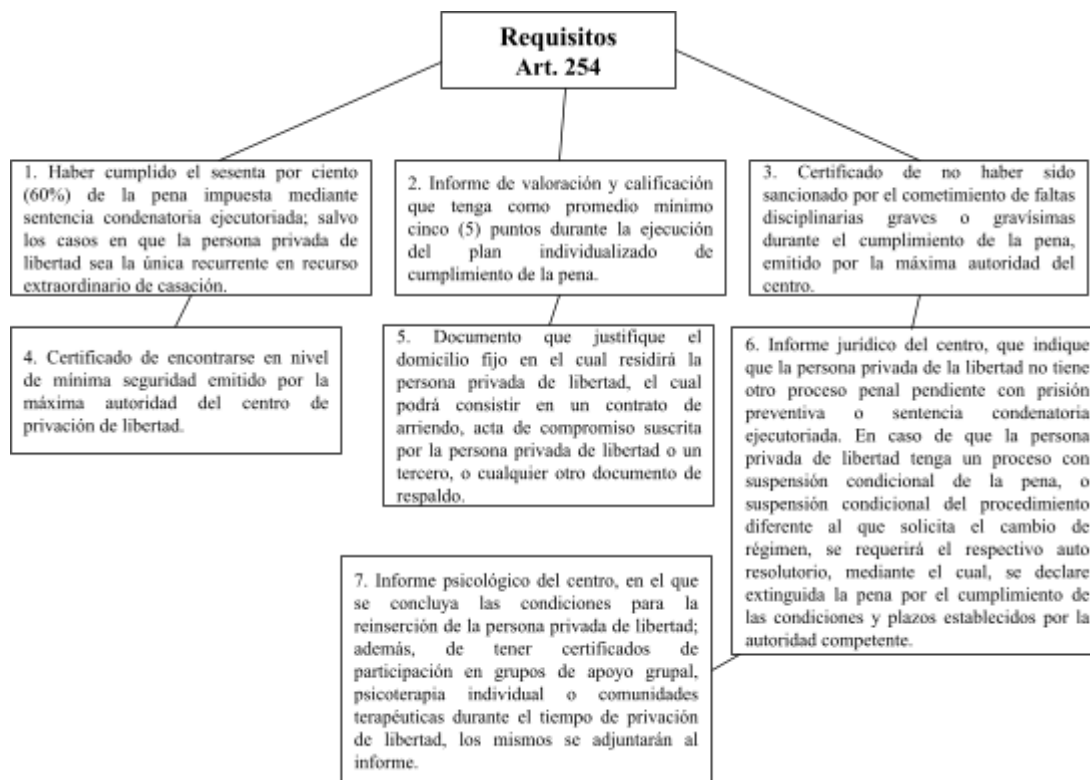 Requisitos
Art. 254
1. Haber cumplido el sesenta por ciento
(60%) de la pena impuesta mediante
sentencia condenatoria ejecutoriada; salvo
los casos en que la persona privada de
libertad sea la única recurrente en recurso
extraordinario de casación.
2. Informe de valoración y calificación
que tenga como promedio mínimo
cinco (5) puntos durante la ejecución
del plan individualizado de
cumplimiento de la pena.
3. Certificado de no haber sido
sancionado por el cometimiento de faltas
disciplinarias graves o gravísimas
durante el cumplimiento de la pena,
emitido por la máxima autoridad del
centro.
4. Certificado de encontrarse en nivel
de mínima seguridad emitido por la
máxima autoridad del centro de
privación de libertad.
5. Documento que justifique el
domicilio fijo en el cual residirá la
persona privada de libertad, el cual
podrá consistir en un contrato de
arriendo, acta de compromiso suscrita
por la persona privada de libertad o un
tercero, o cualquier otro documento de
respaldo.
6. Informe jurídico del centro, que indique
que la persona privada de la libertad no tiene
otro proceso penal pendiente con prisión
preventiva o sentencia condenatoria
ejecutoriada. En caso de que la persona
privada de libertad tenga un proceso con
suspensión condicional de la pena, o
suspensión condicional del procedimiento
diferente al que solicita el cambio de
régimen, se requerirá el respectivo auto
resolutorio, mediante el cual, se declare
extinguida la pena por el cumplimiento de
las condiciones y plazos establecidos por la
autoridad competente.
7. Informe psicológico del centro, en el que
se concluya las condiciones para la
reinserción de la persona privada de libertad;
además, de tener certificados de
participación en grupos de apoyo grupal,
psicoterapia individual o comunidades
terapéuticas durante el tiempo de privación
de libertad, los mismos se adjuntarán al
informe.